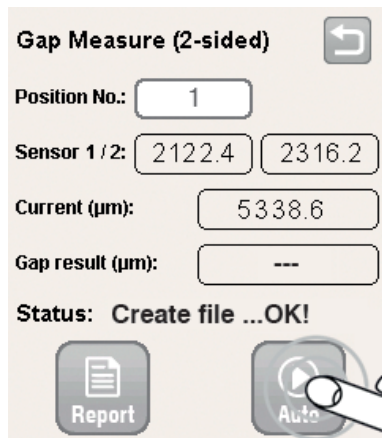 Gap Measure (2-sided)
Position No.: 1
Sensor 1 / 2: 2122.4 2316.2
Current (µm): 5338.6
Gap result (µm): ---
Status: Create file ...OK!
Report Auto